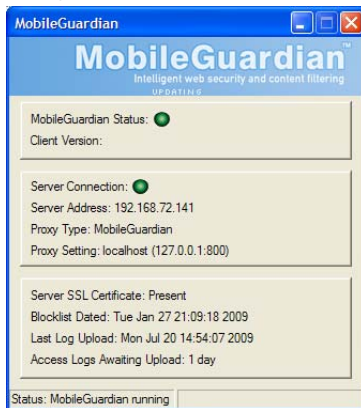 MobileGuardian
MobileGuardian™
Intelligent web security and content filtering
UPDATING
MobileGuardian Status:
Client Version:
Server Connection:
Server Address: 192.168.72.141
Proxy Type: MobileGuardian
Proxy Setting: localhost (127.0.0.1:800)
Server SSL Certificate: Present
Blocklist Dated: Tue Jan 27 21:09:18 2009
Last Log Upload: Mon Jul 20 14:54:07 2009
Access Logs Awaiting Upload: 1 day
Status: MobileGuardian running